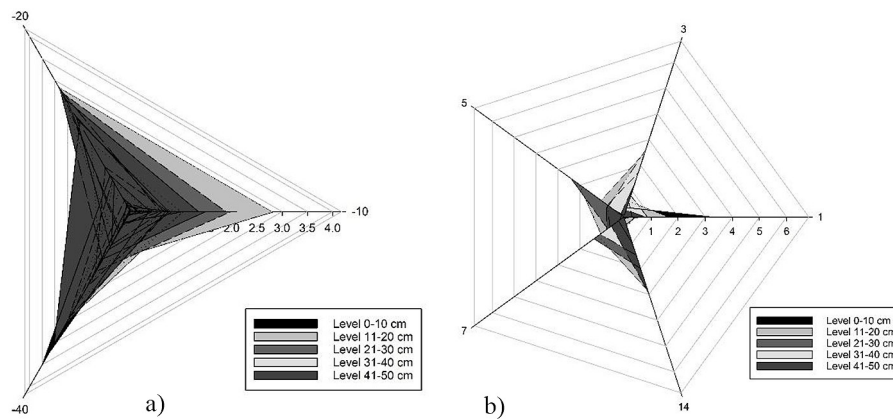 -20
-10
2.0 2.5 3.0 3.5 4.0
Level 0-10 cm
Level 11-20 cm
Level 21-30 cm
Level 31-40 cm
Level 41-50 cm
-40
a)
3
5
1
1 2 3 4 5 6
7
14
Level 0-10 cm
Level 11-20 cm
Level 21-30 cm
Level 31-40 cm
Level 41-50 cm
b)